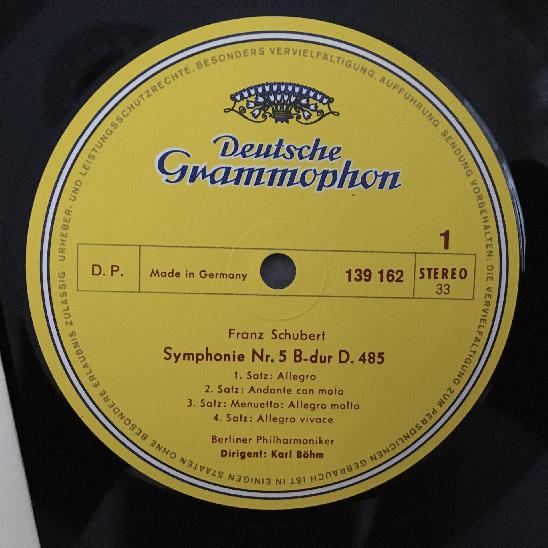 Deutsche
Grammophon
1
D. P.
Made in Germany
139 162
STEREO
33
Franz Schubert
Symphonie Nr. 5 B-dur D. 485
1. Satz: Allegro
2. Satz: Andante con moto
3. Satz: Menuetto: Allegro molto
4. Satz: Allegro vivace
Berliner Philharmoniker
Dirigent: Karl Böhm
URHEBER- UND LEISTUNGSSCHUTZRECHTE, BESONDERS VERVIELFÄLTIGUNG, AUFFÜHRUNG, SENDUNG VORBEHALTEN; DIE VERVIELFÄLTIGUNG ZUM PERSÖNLICHEN GEBRAUCH IST IN EINIGEN STAATEN OHNE BESONDERE ERLAUBNIS ZULÄSSIG ·